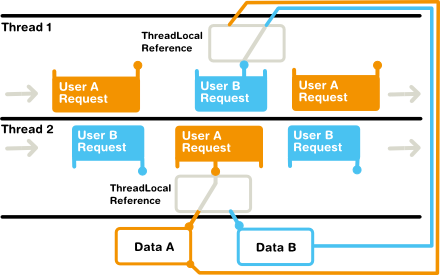 Thread 1
ThreadLocal
Reference
User A
Request
User B
Request
User A
Request
Thread 2
User B
Request
User A
Request
User B
Request
ThreadLocal
Reference
Data A
Data B